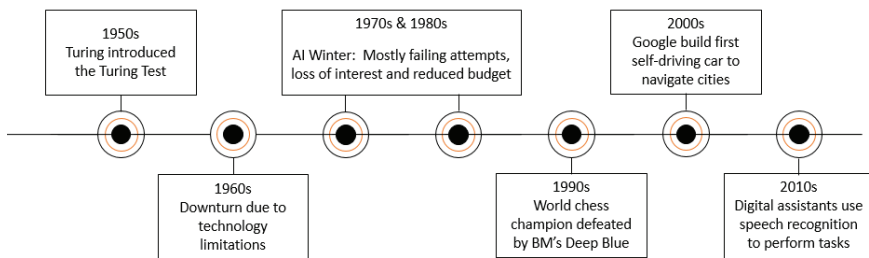 1950s
Turing introduced
the Turing Test
1960s
Downturn due to
technology
limitations
1970s & 1980s
AI Winter: Mostly failing attempts,
loss of interest and reduced budget
1990s
World chess
champion defeated
by BM's Deep Blue
2000s
Google build first
self-driving car to
navigate cities
2010s
Digital assistants use
speech recognition
to perform tasks